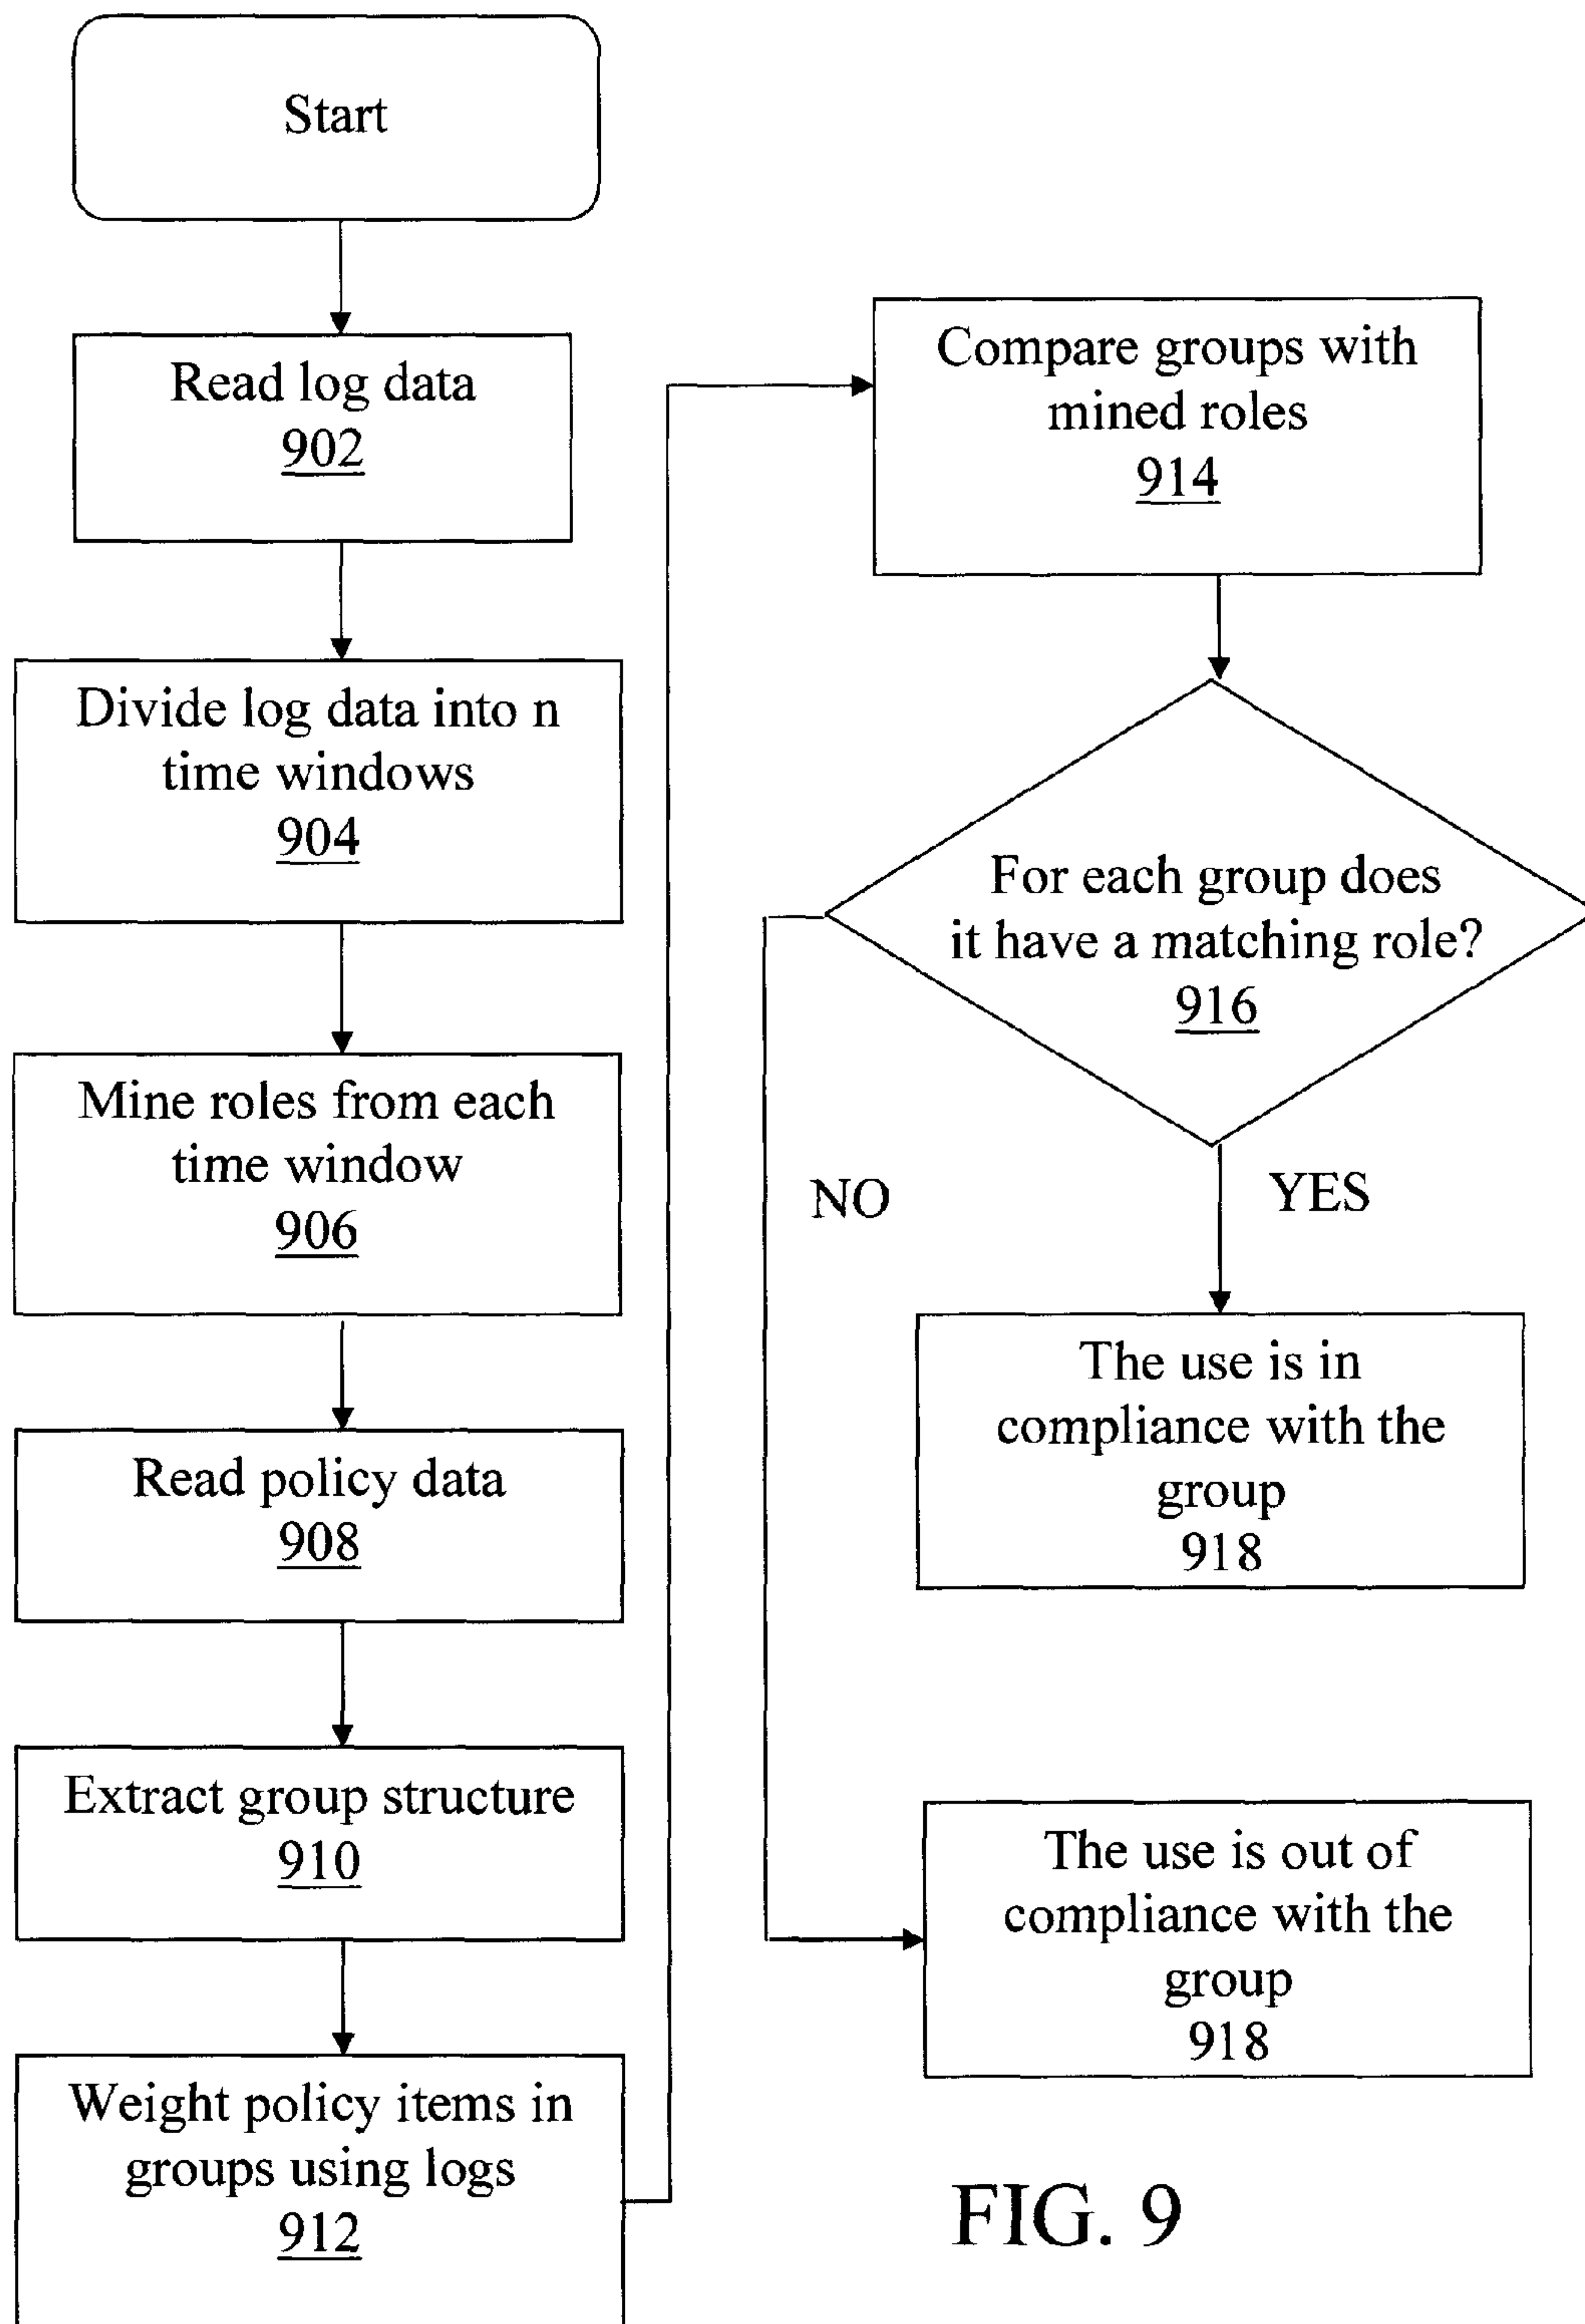 Start
Read log data
902
Divide log data into n
time windows
904
Mine roles from each
time window
906
Read policy data
908
Extract group structure
910
Weight policy items in
groups using logs
912
Compare groups with
mined roles
914
For each group does
it have a matching role?
916
NO
YES
The use is in
compliance with the
group
918
The use is out of
compliance with the
group
918
FIG. 9